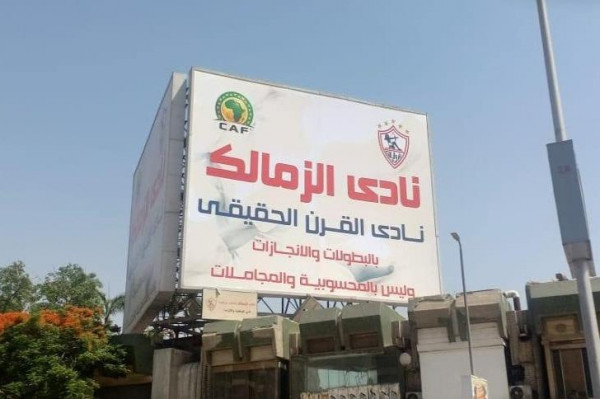 CAF
نادى الزمالك
نادى القرن الحقيقى
بالبطولات والانجازات
وليس بالمحسوبية والمجاملات